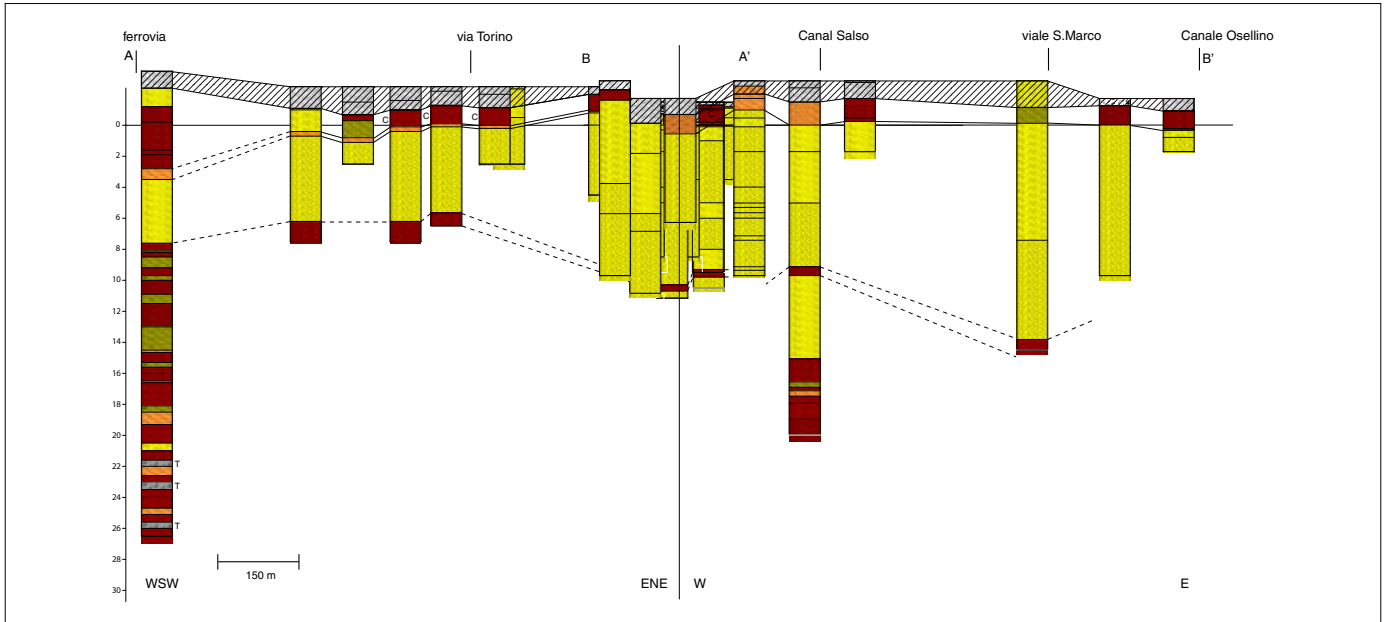 ferrovia via Torino Canal Salso viale S.Marco Canale Osellino
A B A' B'
C C C C
0
2
4
6
8
10
12
14
16
18
20
22 T
24 T
26 T
28
30
150 m
WSW ENE W E